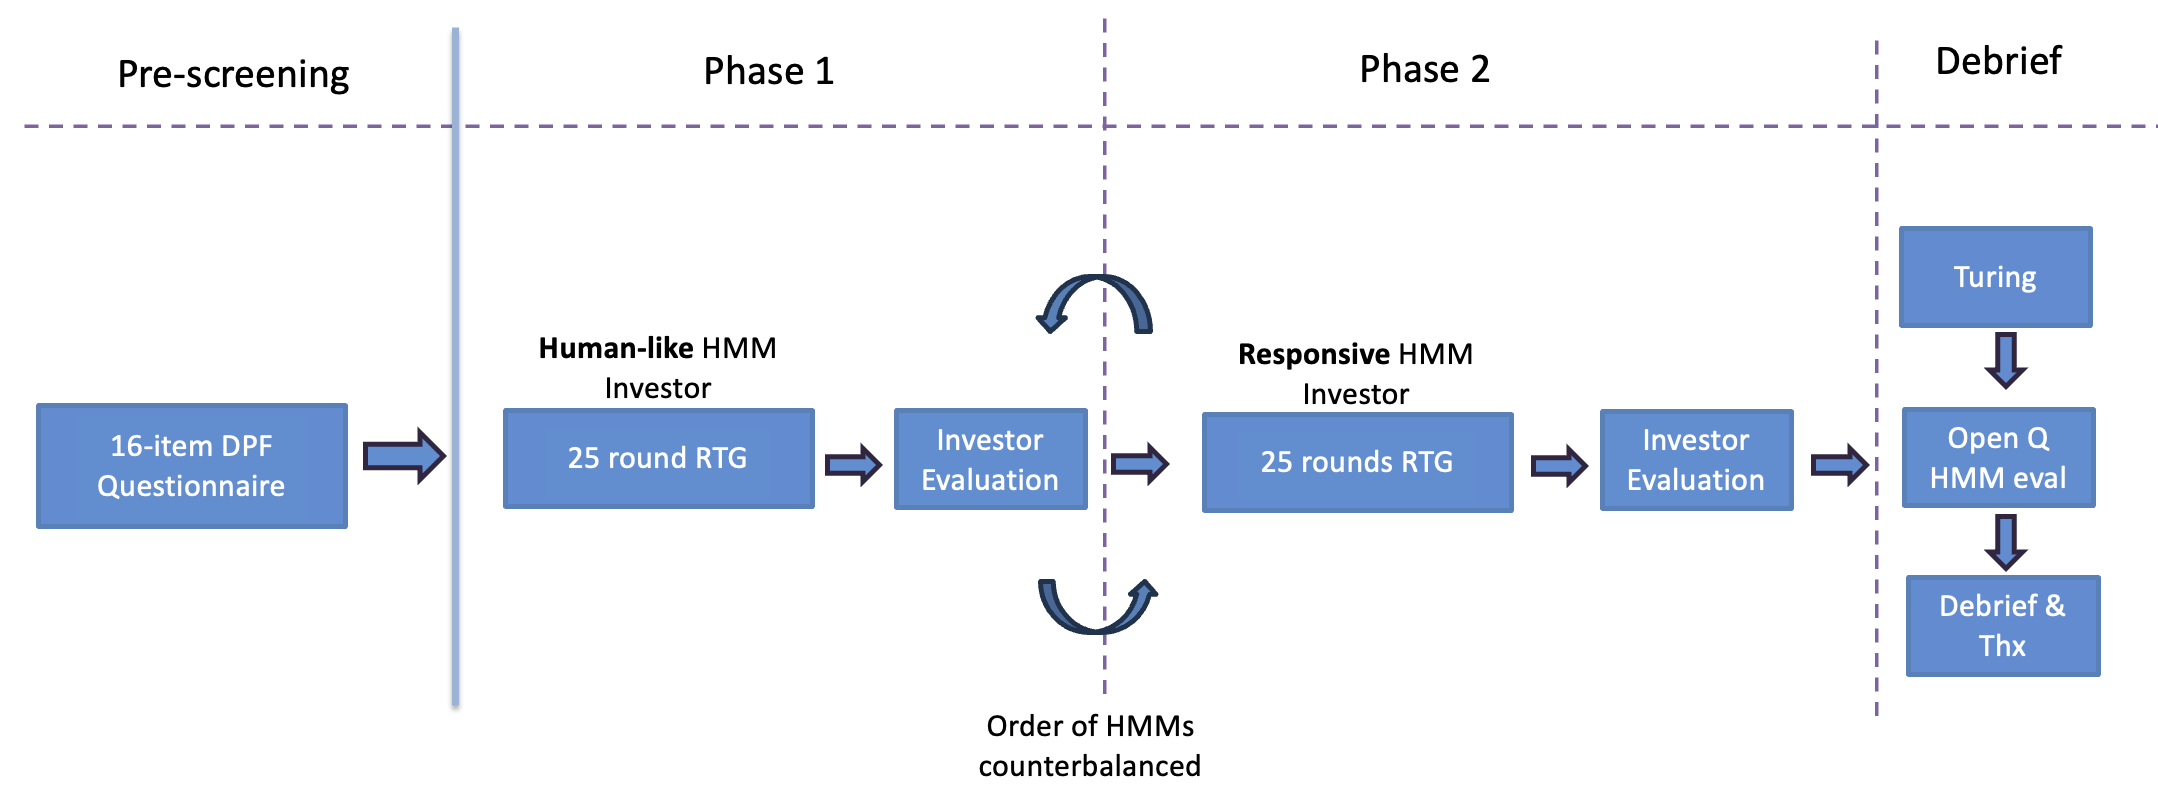 Pre-screening
Phase 1
Phase 2
Debrief
16-item DPF
Questionnaire
Human-like HMM
Investor
25 round RTG
Investor
Evaluation
Order of HMMs
counterbalanced
Responsive HMM
Investor
25 rounds RTG
Investor
Evaluation
Turing
Open Q
HMM eval
Debrief &
Thx